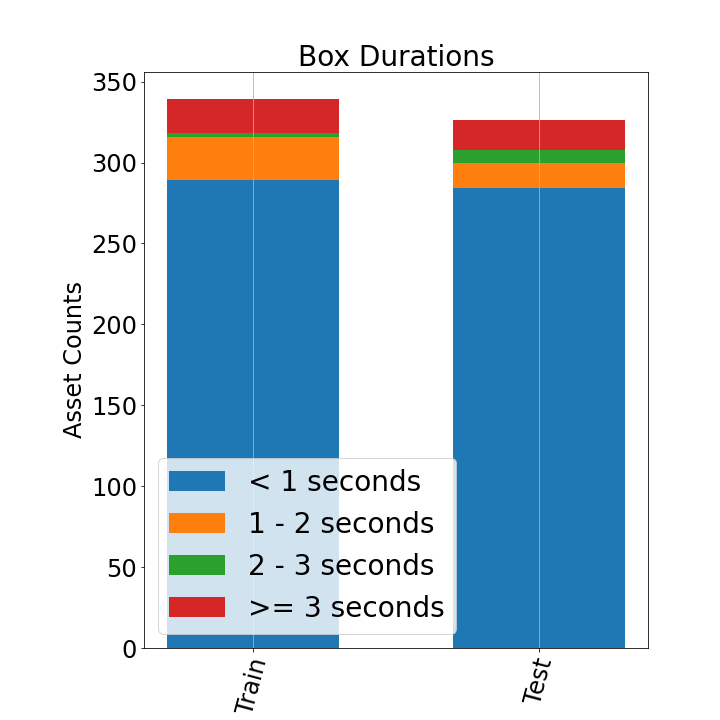 Box Durations
Asset Counts
350
300
250
200
150
100
50
0
< 1 seconds
1 - 2 seconds
2 - 3 seconds
>= 3 seconds
Train
Test